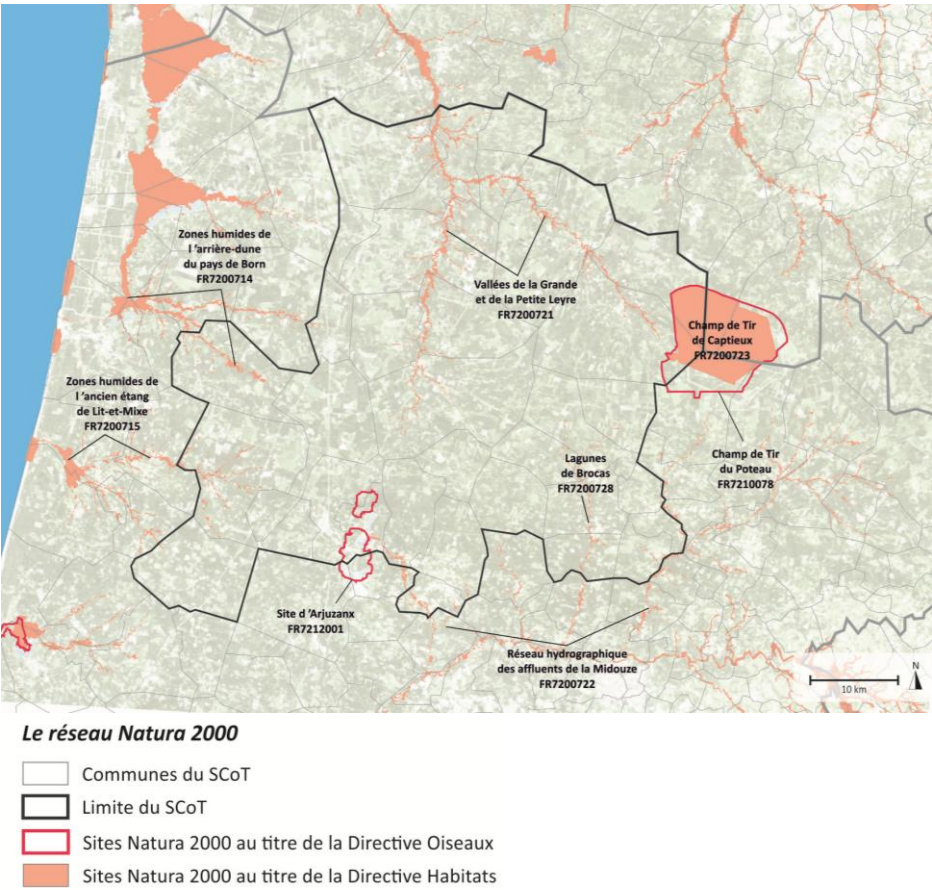 Zones humides de
l 'arrière-dune
du pays de Born
FR7200714
Vallées de la Grande
et de la Petite Leyre
FR7200721
Champ de Tir
de Captieux
FR7200723
Zones humides de
l 'ancien étang
de Lit-et-Mixe
FR7200715
Lagunes
de Brocas
FR7200728
Champ de Tir
du Poteau
FR7210078
Site d 'Arjuzanx
FR7212001
Réseau hydrographique
des affluents de la Midouze
FR7200722
N
10 km
Le réseau Natura 2000
Communes du SCoT
Limite du SCoT
Sites Natura 2000 au titre de la Directive Oiseaux
Sites Natura 2000 au titre de la Directive Habitats